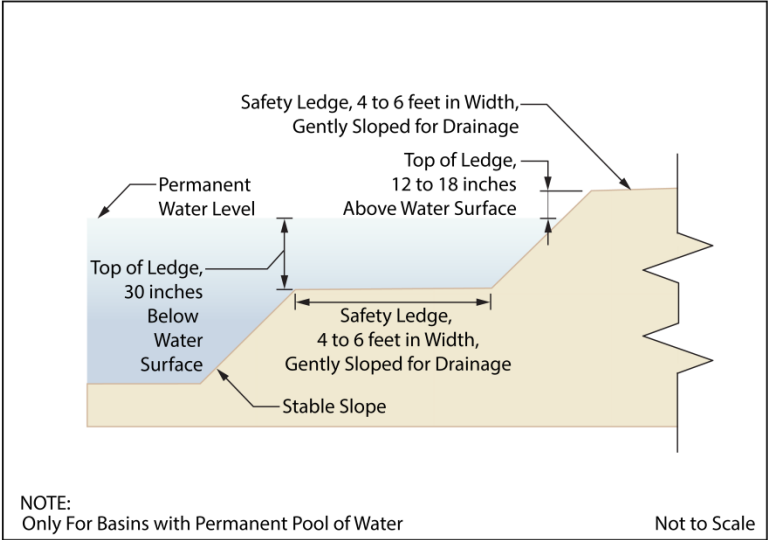 Safety Ledge, 4 to 6 feet in Width,
Gently Sloped for Drainage
Top of Ledge,
12 to 18 inches
Above Water Surface
Permanent
Water Level
Top of Ledge,
30 inches
Below
Water
Surface
Safety Ledge,
4 to 6 feet in Width,
Gently Sloped for Drainage
Stable Slope
NOTE:
Only For Basins with Permanent Pool of Water
Not to Scale